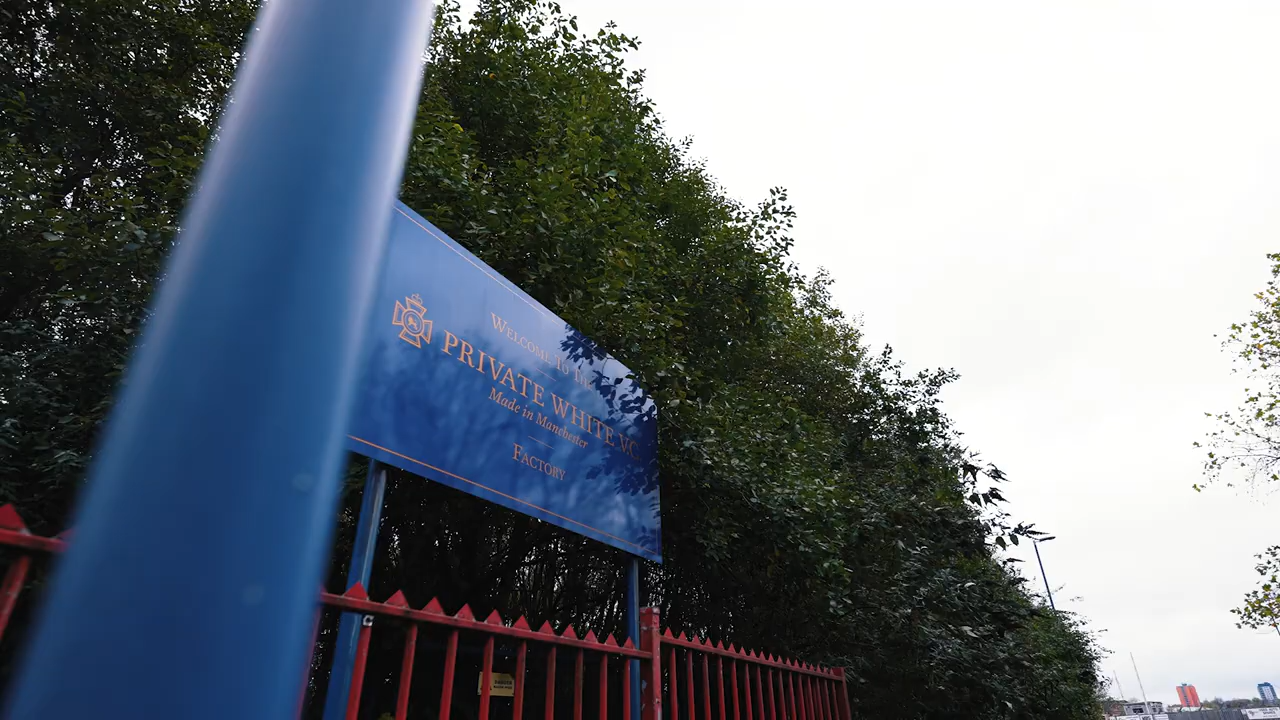 WELCOME TO THE
PRIVATE WHITE V.C.
Made in Manchester
FACTORY